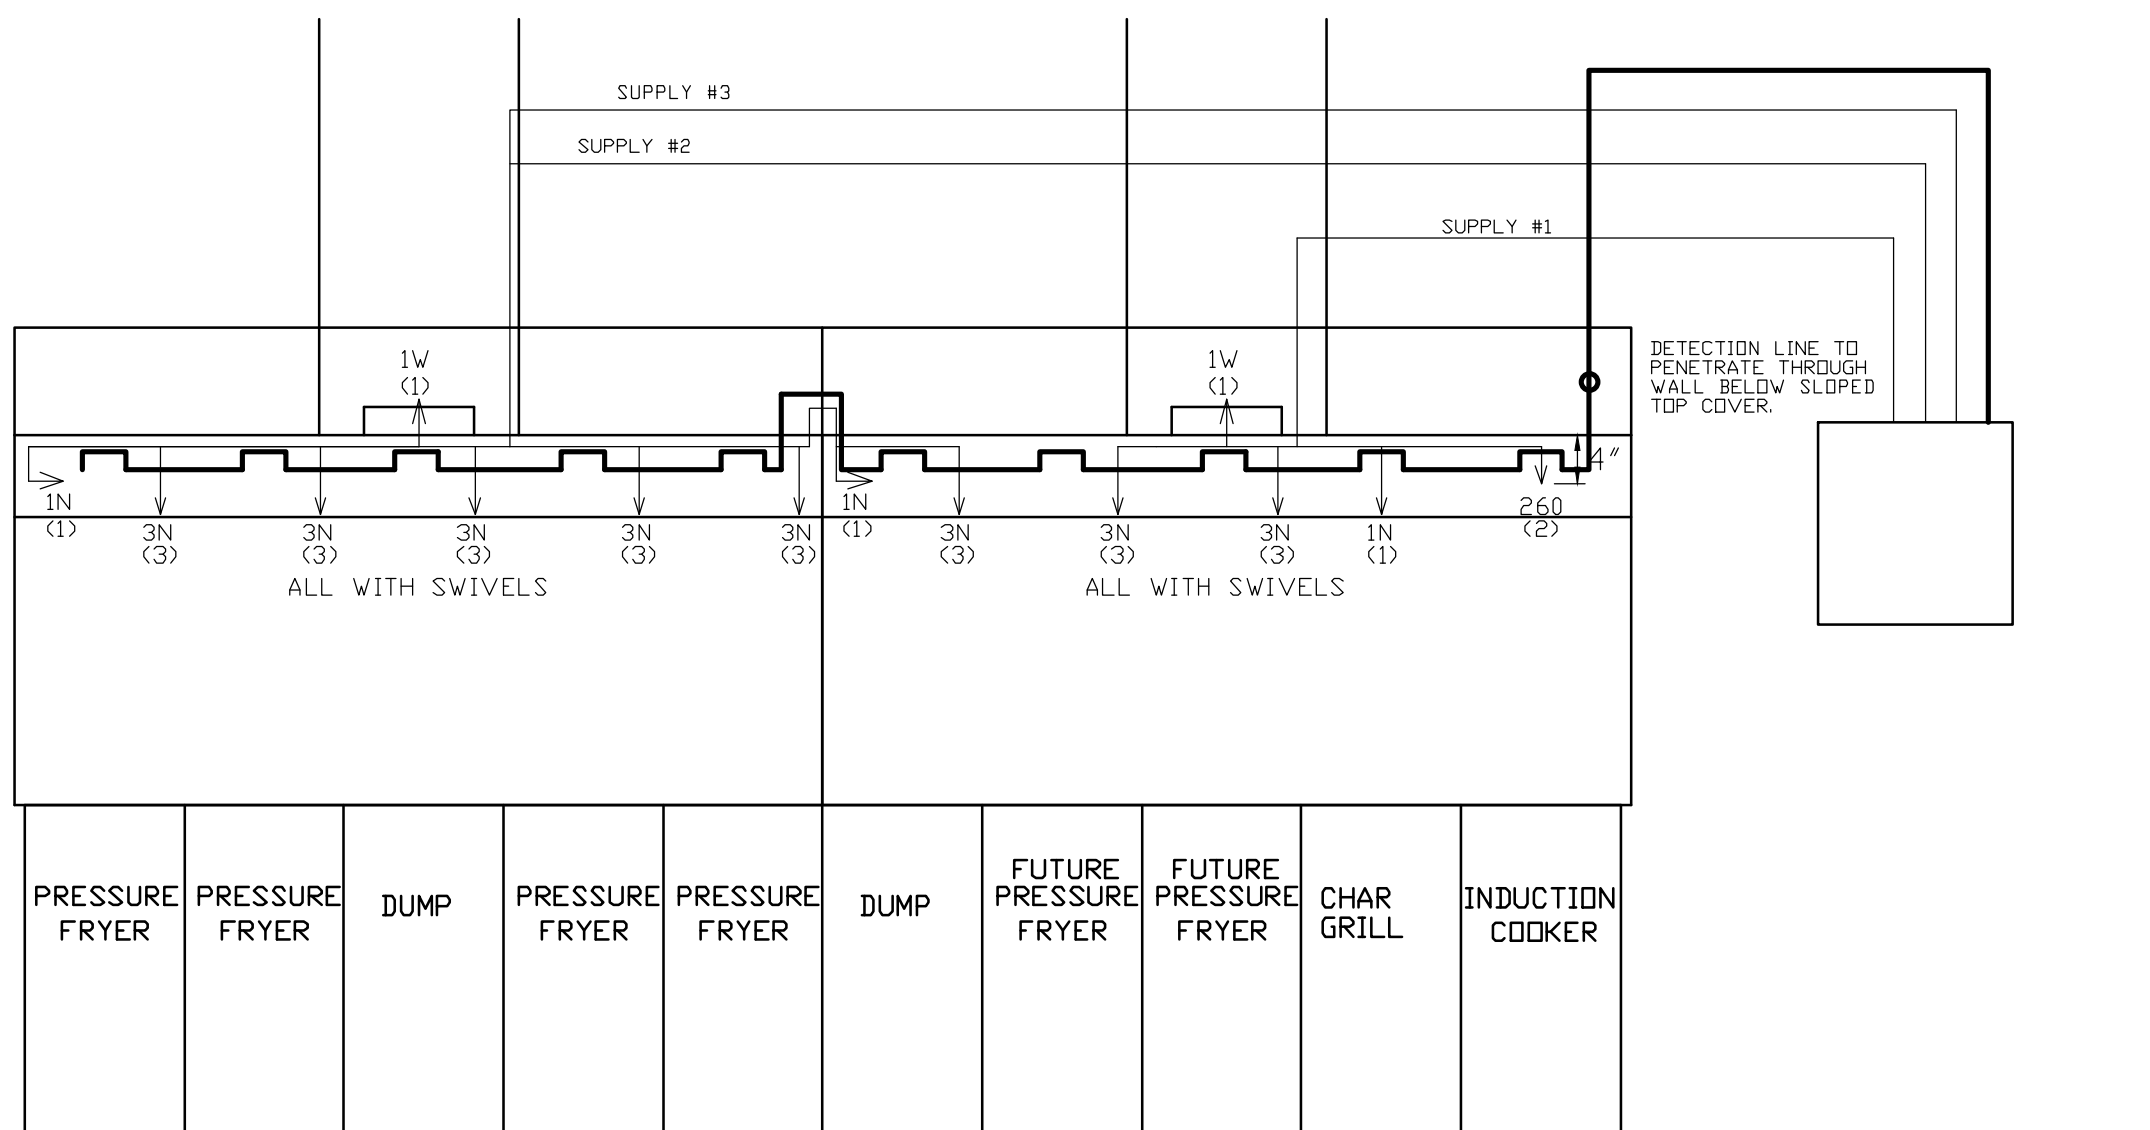 SUPPLY #3
SUPPLY #2
SUPPLY #1
DETECTION LINE TO
PENETRATE THROUGH
WALL BELOW SLOPED
TOP COVER.
1W
(1)
1W
(1)
4"
1N
(1)
3N
(3)
3N
(3)
3N
(3)
3N
(3)
3N
(3)
1N
(1)
3N
(3)
3N
(3)
3N
(3)
1N
(1)
260
(2)
ALL WITH SWIVELS
ALL WITH SWIVELS
PRESSURE
FRYER
PRESSURE
FRYER
DUMP
PRESSURE
FRYER
PRESSURE
FRYER
DUMP
FUTURE
PRESSURE
FRYER
FUTURE
PRESSURE
FRYER
CHAR
GRILL
INDUCTION
COOKER